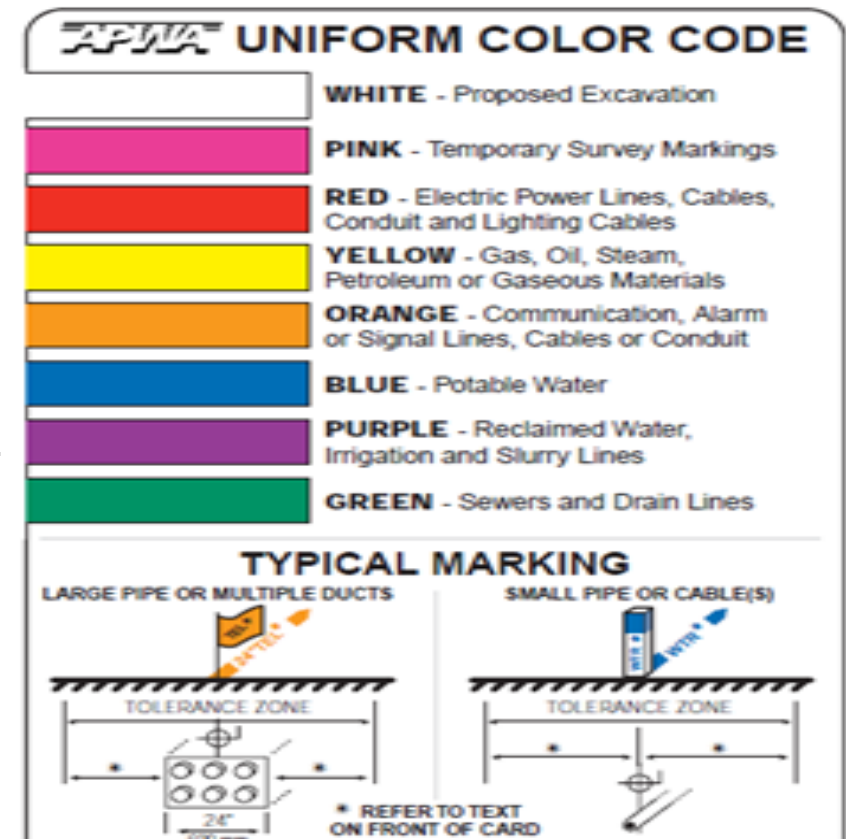 APWA UNIFORM COLOR CODE
WHITE - Proposed Excavation
PINK - Temporary Survey Markings
RED - Electric Power Lines, Cables,
Conduit and Lighting Cables
YELLOW - Gas, Oil, Steam,
Petroleum or Gaseous Materials
ORANGE - Communication, Alarm
or Signal Lines, Cables or Conduit
BLUE - Potable Water
PURPLE - Reclaimed Water,
Irrigation and Slurry Lines
GREEN - Sewers and Drain Lines
TYPICAL MARKING
LARGE PIPE OR MULTIPLE DUCTS
SMALL PIPE OR CABLE(S)
TEL*
24"TEL*
WTR*
WTR*
TOLERANCE ZONE
TOLERANCE ZONE
* *
* *
24"
* REFER TO TEXT
ON FRONT OF CARD